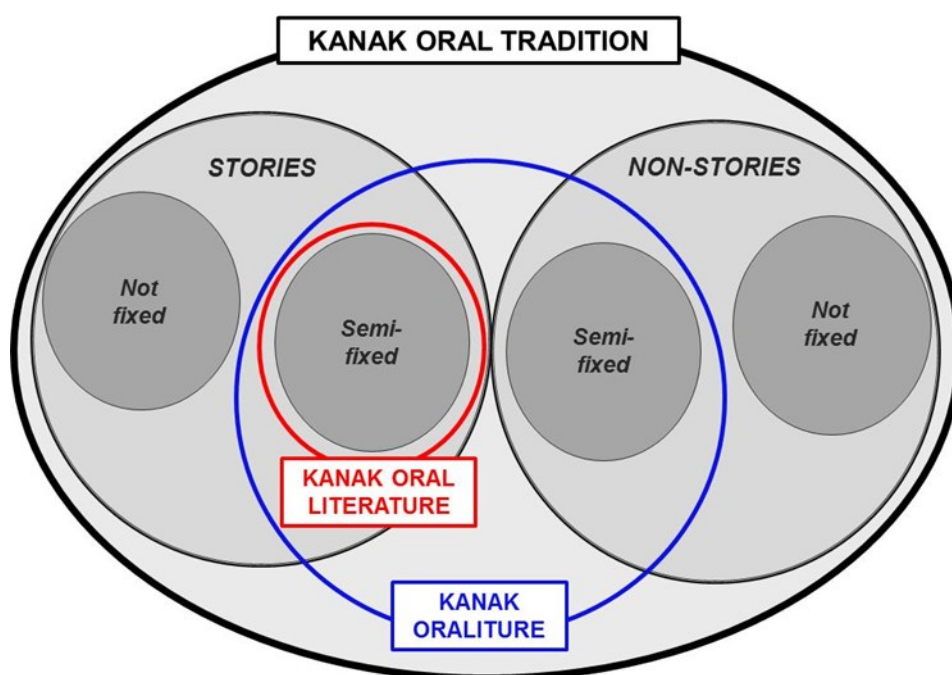 KANAK ORAL TRADITION
STORIES
NON-STORIES
Not
fixed
Semi-
fixed
Semi-
fixed
Not
fixed
KANAK ORAL
LITERATURE
KANAK
ORALITURE